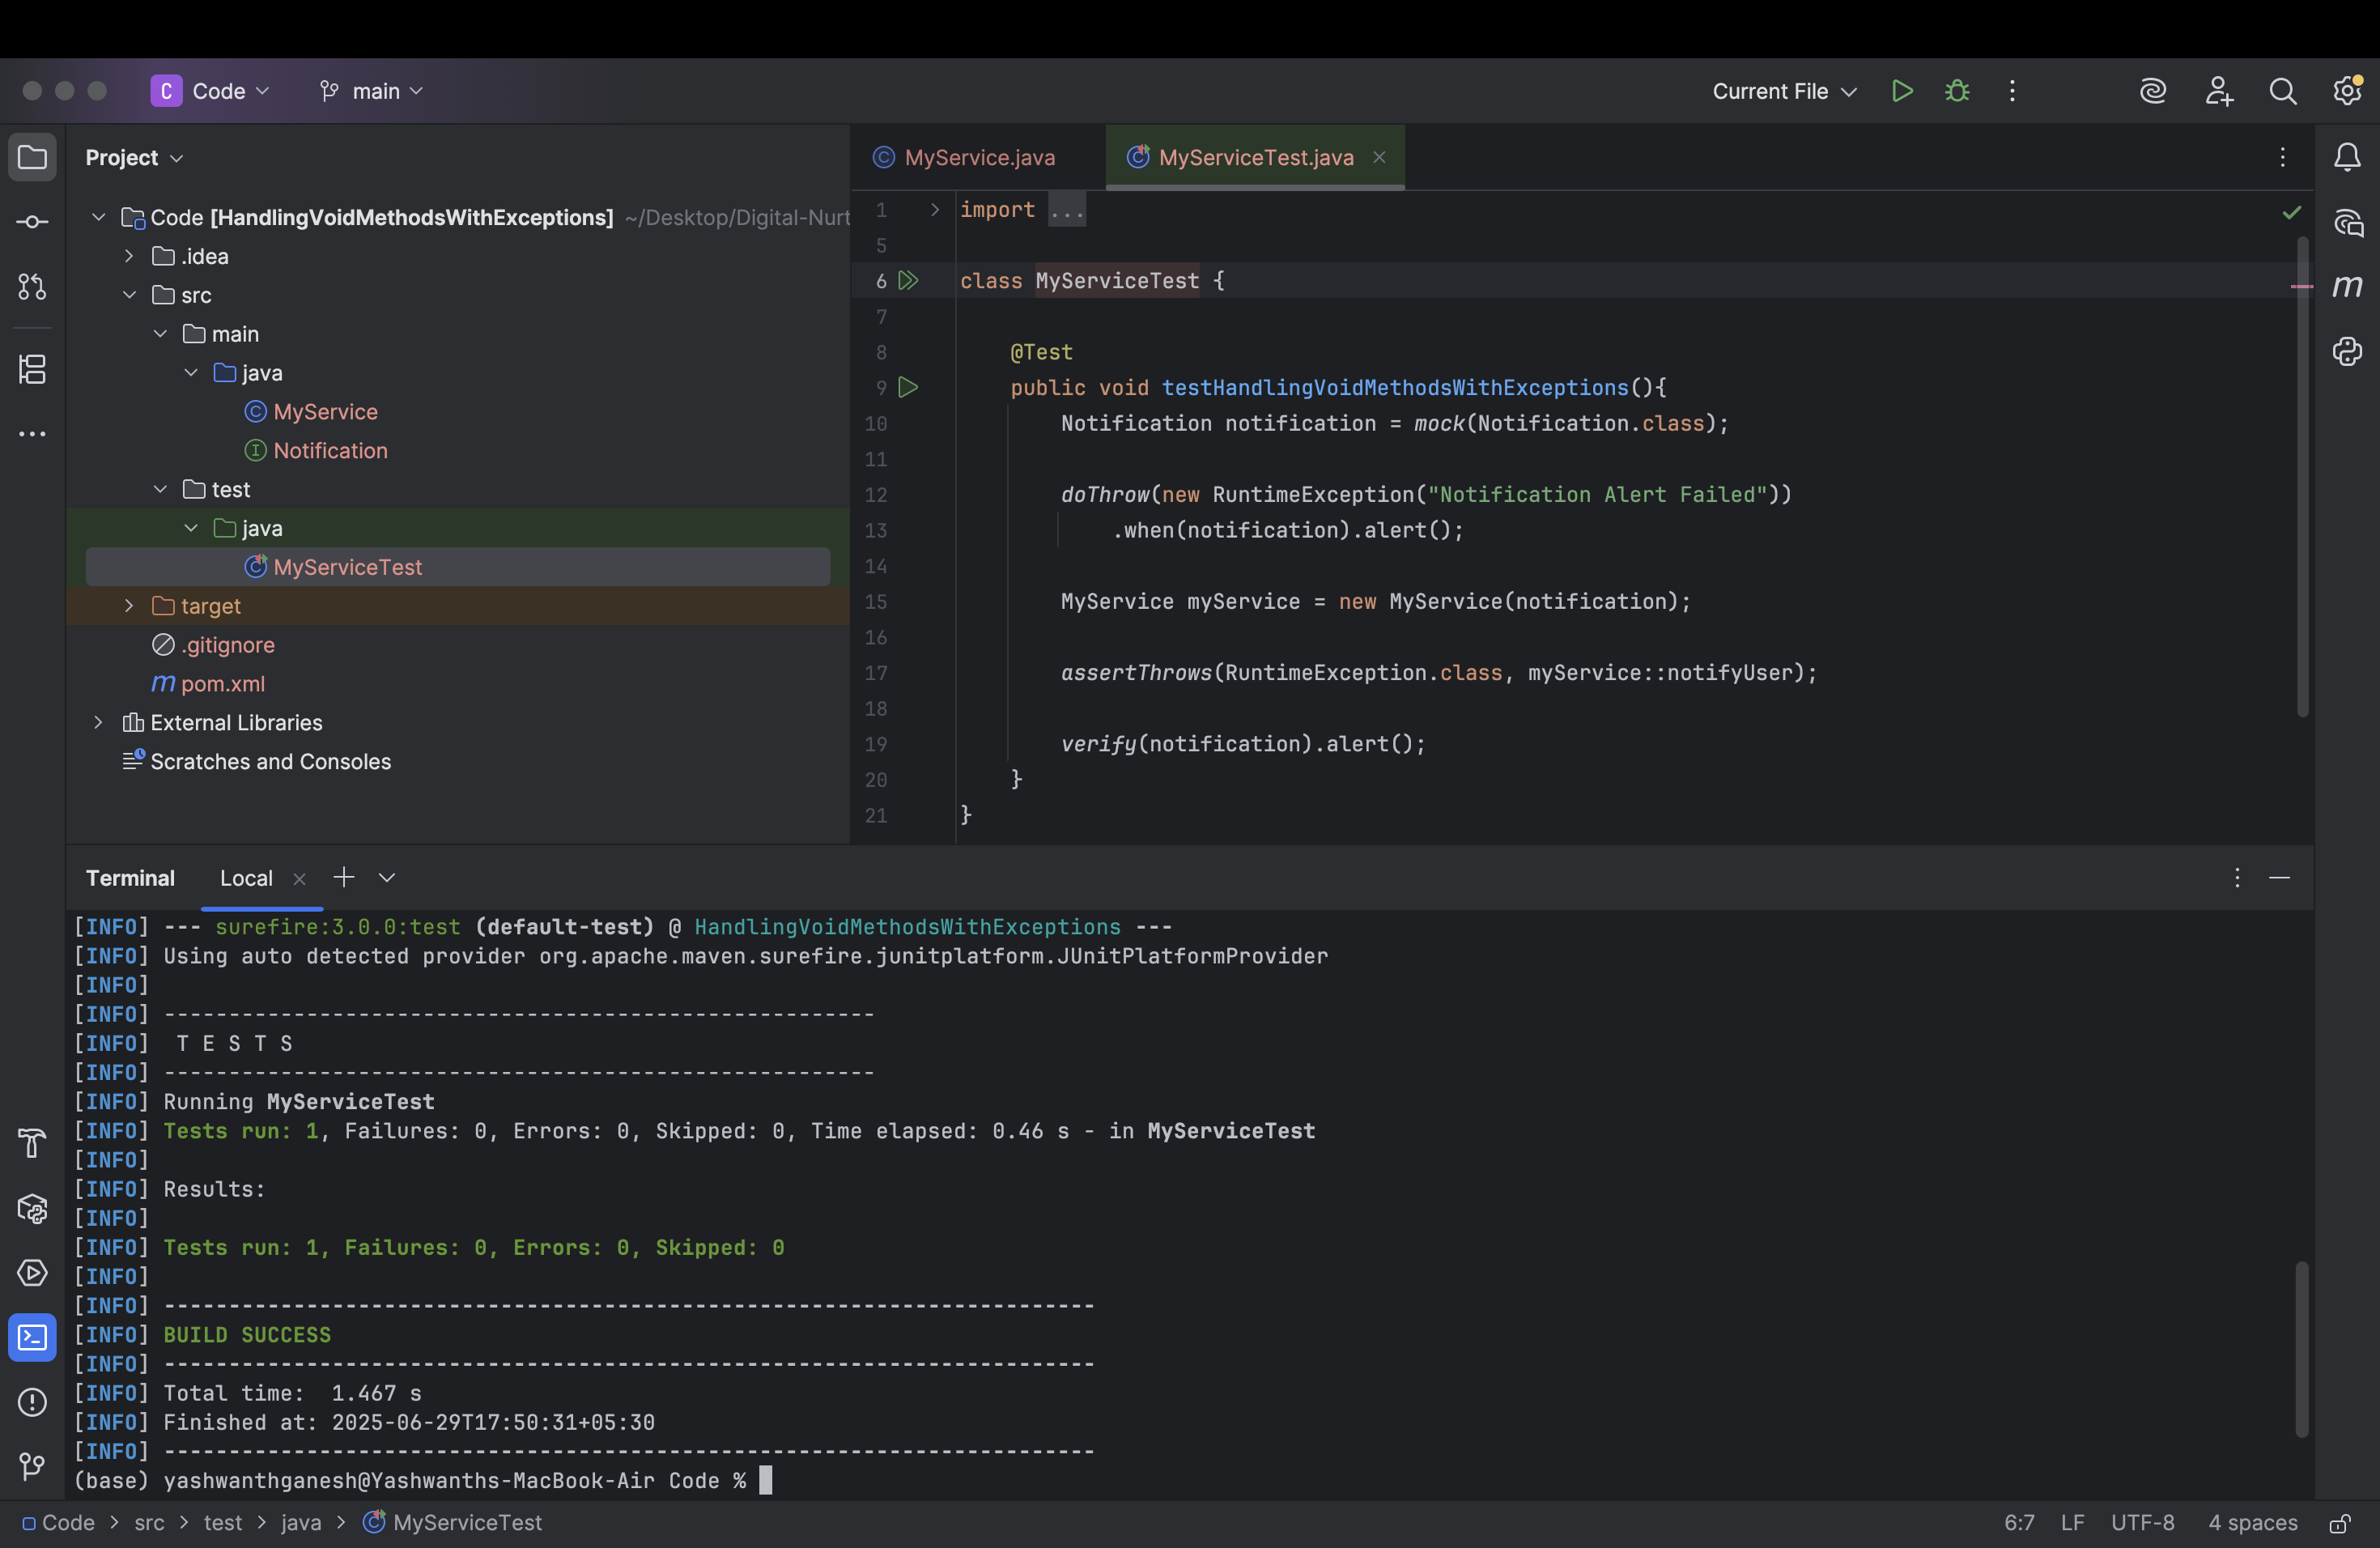 C Code main Current File
Project
Code [HandlingVoidMethodsWithExceptions] ~/Desktop/Digital-Nurt
.idea
src
main
java
MyService
Notification
test
java
MyServiceTest
target
.gitignore
m pom.xml
External Libraries
Scratches and Consoles
MyService.java MyServiceTest.java
1 import ...
5
6 class MyServiceTest {
7
8 @Test
9 public void testHandlingVoidMethodsWithExceptions(){
10 Notification notification = mock(Notification.class);
11
12 doThrow(new RuntimeException("Notification Alert Failed"))
13 .when(notification).alert();
14
15 MyService myService = new MyService(notification);
16
17 assertThrows(RuntimeException.class, myService::notifyUser);
18
19 verify(notification).alert();
20 }
21 }
m
Terminal Local
[INFO] --- surefire:3.0.0:test (default-test) @ HandlingVoidMethodsWithExceptions ---
[INFO] Using auto detected provider org.apache.maven.surefire.junitplatform.JUnitPlatformProvider
[INFO]
[INFO] -------------------------------------------------------
[INFO]  T E S T S
[INFO] -------------------------------------------------------
[INFO] Running MyServiceTest
[INFO] Tests run: 1, Failures: 0, Errors: 0, Skipped: 0, Time elapsed: 0.46 s - in MyServiceTest
[INFO]
[INFO] Results:
[INFO]
[INFO] Tests run: 1, Failures: 0, Errors: 0, Skipped: 0
[INFO]
[INFO] ------------------------------------------------------------------------
[INFO] BUILD SUCCESS
[INFO] ------------------------------------------------------------------------
[INFO] Total time:  1.467 s
[INFO] Finished at: 2025-06-29T17:50:31+05:30
[INFO] ------------------------------------------------------------------------
(base) yashwanthganesh@Yashwanths-MacBook-Air Code %
Code > src > test > java > MyServiceTest 6:7 LF UTF-8 4 spaces